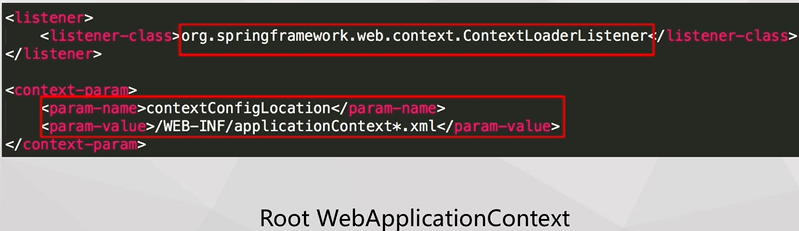 <listener>
<listener-class>org.springframework.web.context.ContextLoaderListener</listener-class>
</listener>
<context-param>
<param-name>contextConfigLocation</param-name>
<param-value>/WEB-INF/applicationContext*.xml</param-value>
</context-param>
Root WebApplicationContext